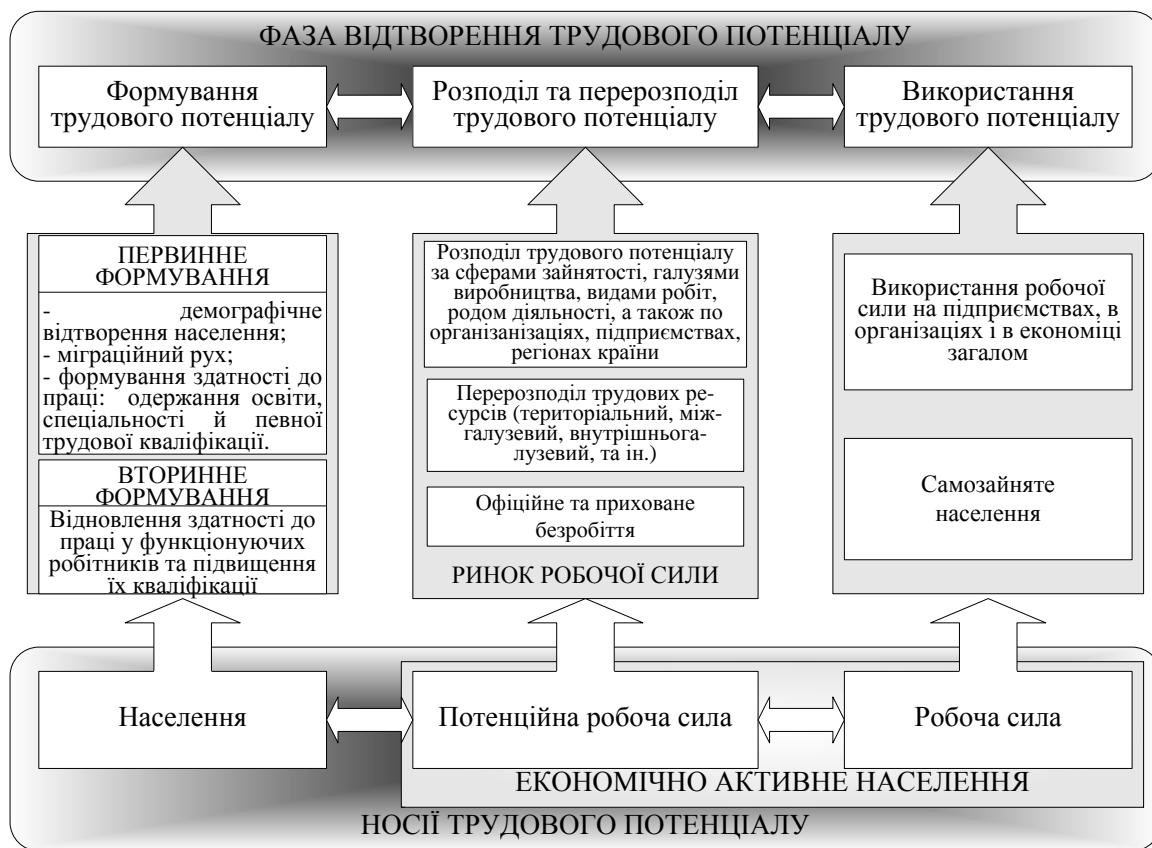 ФАЗА ВІДТВОРЕННЯ ТРУДОВОГО ПОТЕНЦІАЛУ
Формування
трудового потенціалу
Розподіл та перерозподіл
трудового потенціалу
Використання
трудового потенціалу
ПЕРВИННЕ
ФОРМУВАННЯ
- демографічне
відтворення населення;
- міграційний рух;
- формування здатності до
праці: одержання освіти,
спеціальності й певної
трудової кваліфікації.
ВТОРИННЕ
ФОРМУВАННЯ
Відновлення здатності до
праці у функціонуючих
робітників та підвищення
їх кваліфікації
Розподіл трудового потенціалу
за сферами зайнятості, галузями
виробництва, видами робіт,
родом діяльності, а також по
організанізаціях, підприємствах,
регіонах країни
Перерозподіл трудових ре-
сурсів (територіальний, між-
галузевий, внутрішньога-
лузевий, та ін.)
Офіційне та приховане
безробіття
РИНОК РОБОЧОЇ СИЛИ
Використання робочої
сили на підприємствах, в
організаціях і в економіці
загалом
Самозайняте
населення
Населення
Потенційна робоча сила
Робоча сила
ЕКОНОМІЧНО АКТИВНЕ НАСЕЛЕННЯ
НОСІЇ ТРУДОВОГО ПОТЕНЦІАЛУ